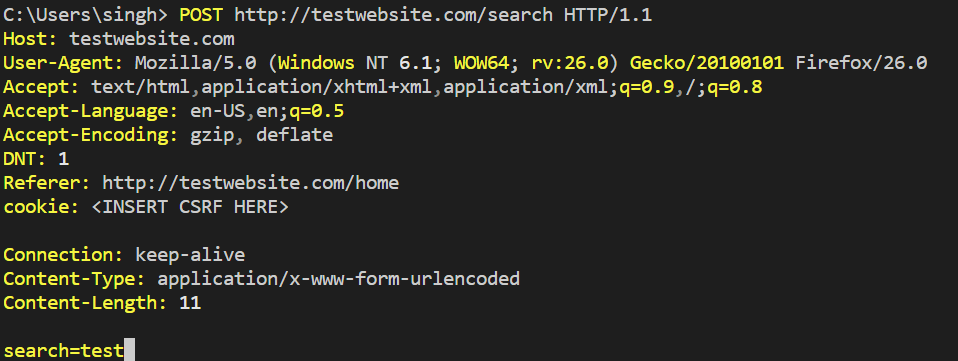 C:\Users\singh> POST http://testwebsite.com/search HTTP/1.1
Host: testwebsite.com
User-Agent: Mozilla/5.0 (Windows NT 6.1; WOW64; rv:26.0) Gecko/20100101 Firefox/26.0
Accept: text/html,application/xhtml+xml,application/xml;q=0.9,/;q=0.8
Accept-Language: en-US,en;q=0.5
Accept-Encoding: gzip, deflate
DNT: 1
Referer: http://testwebsite.com/home
cookie: <INSERT CSRF HERE>
Connection: keep-alive
Content-Type: application/x-www-form-urlencoded
Content-Length: 11
search=test